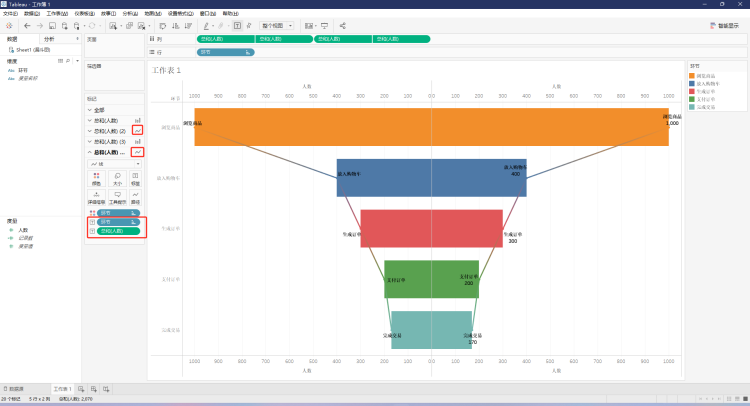 Tableau - 工作表 1
文件(F) 数据(D) 工作表(W) 仪表板(B) 故事(T) 分析(A) 地图(M) 设置格式(O) 窗口(N) 帮助(H)
整个视图
智能显示
数据 分析
Sheet1 (漏斗图)
维度
Abc 环节
Abc 度量名称
度量
人数
记录数
度量值
页面
筛选器
标记
全部
总和(人数)
总和(人数) (2)
总和(人数) (3)
总和(人数) ...
线
颜色 大小 标签
详细信息 工具提示 路径
环节
环节
总和(人数)
列 总和(人数) 总和(人数) 总和(人数) 总和(人数)
行 环节
工作表 1
人数 人数
环节 1000 900 800 700 600 500 400 300 200 100 0 0 100 200 300 400 500 600 700 800 900 1000
浏览商品 浏览商品 浏览商品
1,000
放入购物车 放入购物车 放入购物车
400
生成订单 生成订单 生成订单
300
支付订单 支付订单 支付订单
200
完成交易 完成交易 完成交易
170
1000 900 800 700 600 500 400 300 200 100 0 0 100 200 300 400 500 600 700 800 900 1000
人数 人数
环节
浏览商品
放入购物车
生成订单
支付订单
完成交易
数据源 工作表 1
20 个标记 5 行 x 2 列 总和(人数): 2,070